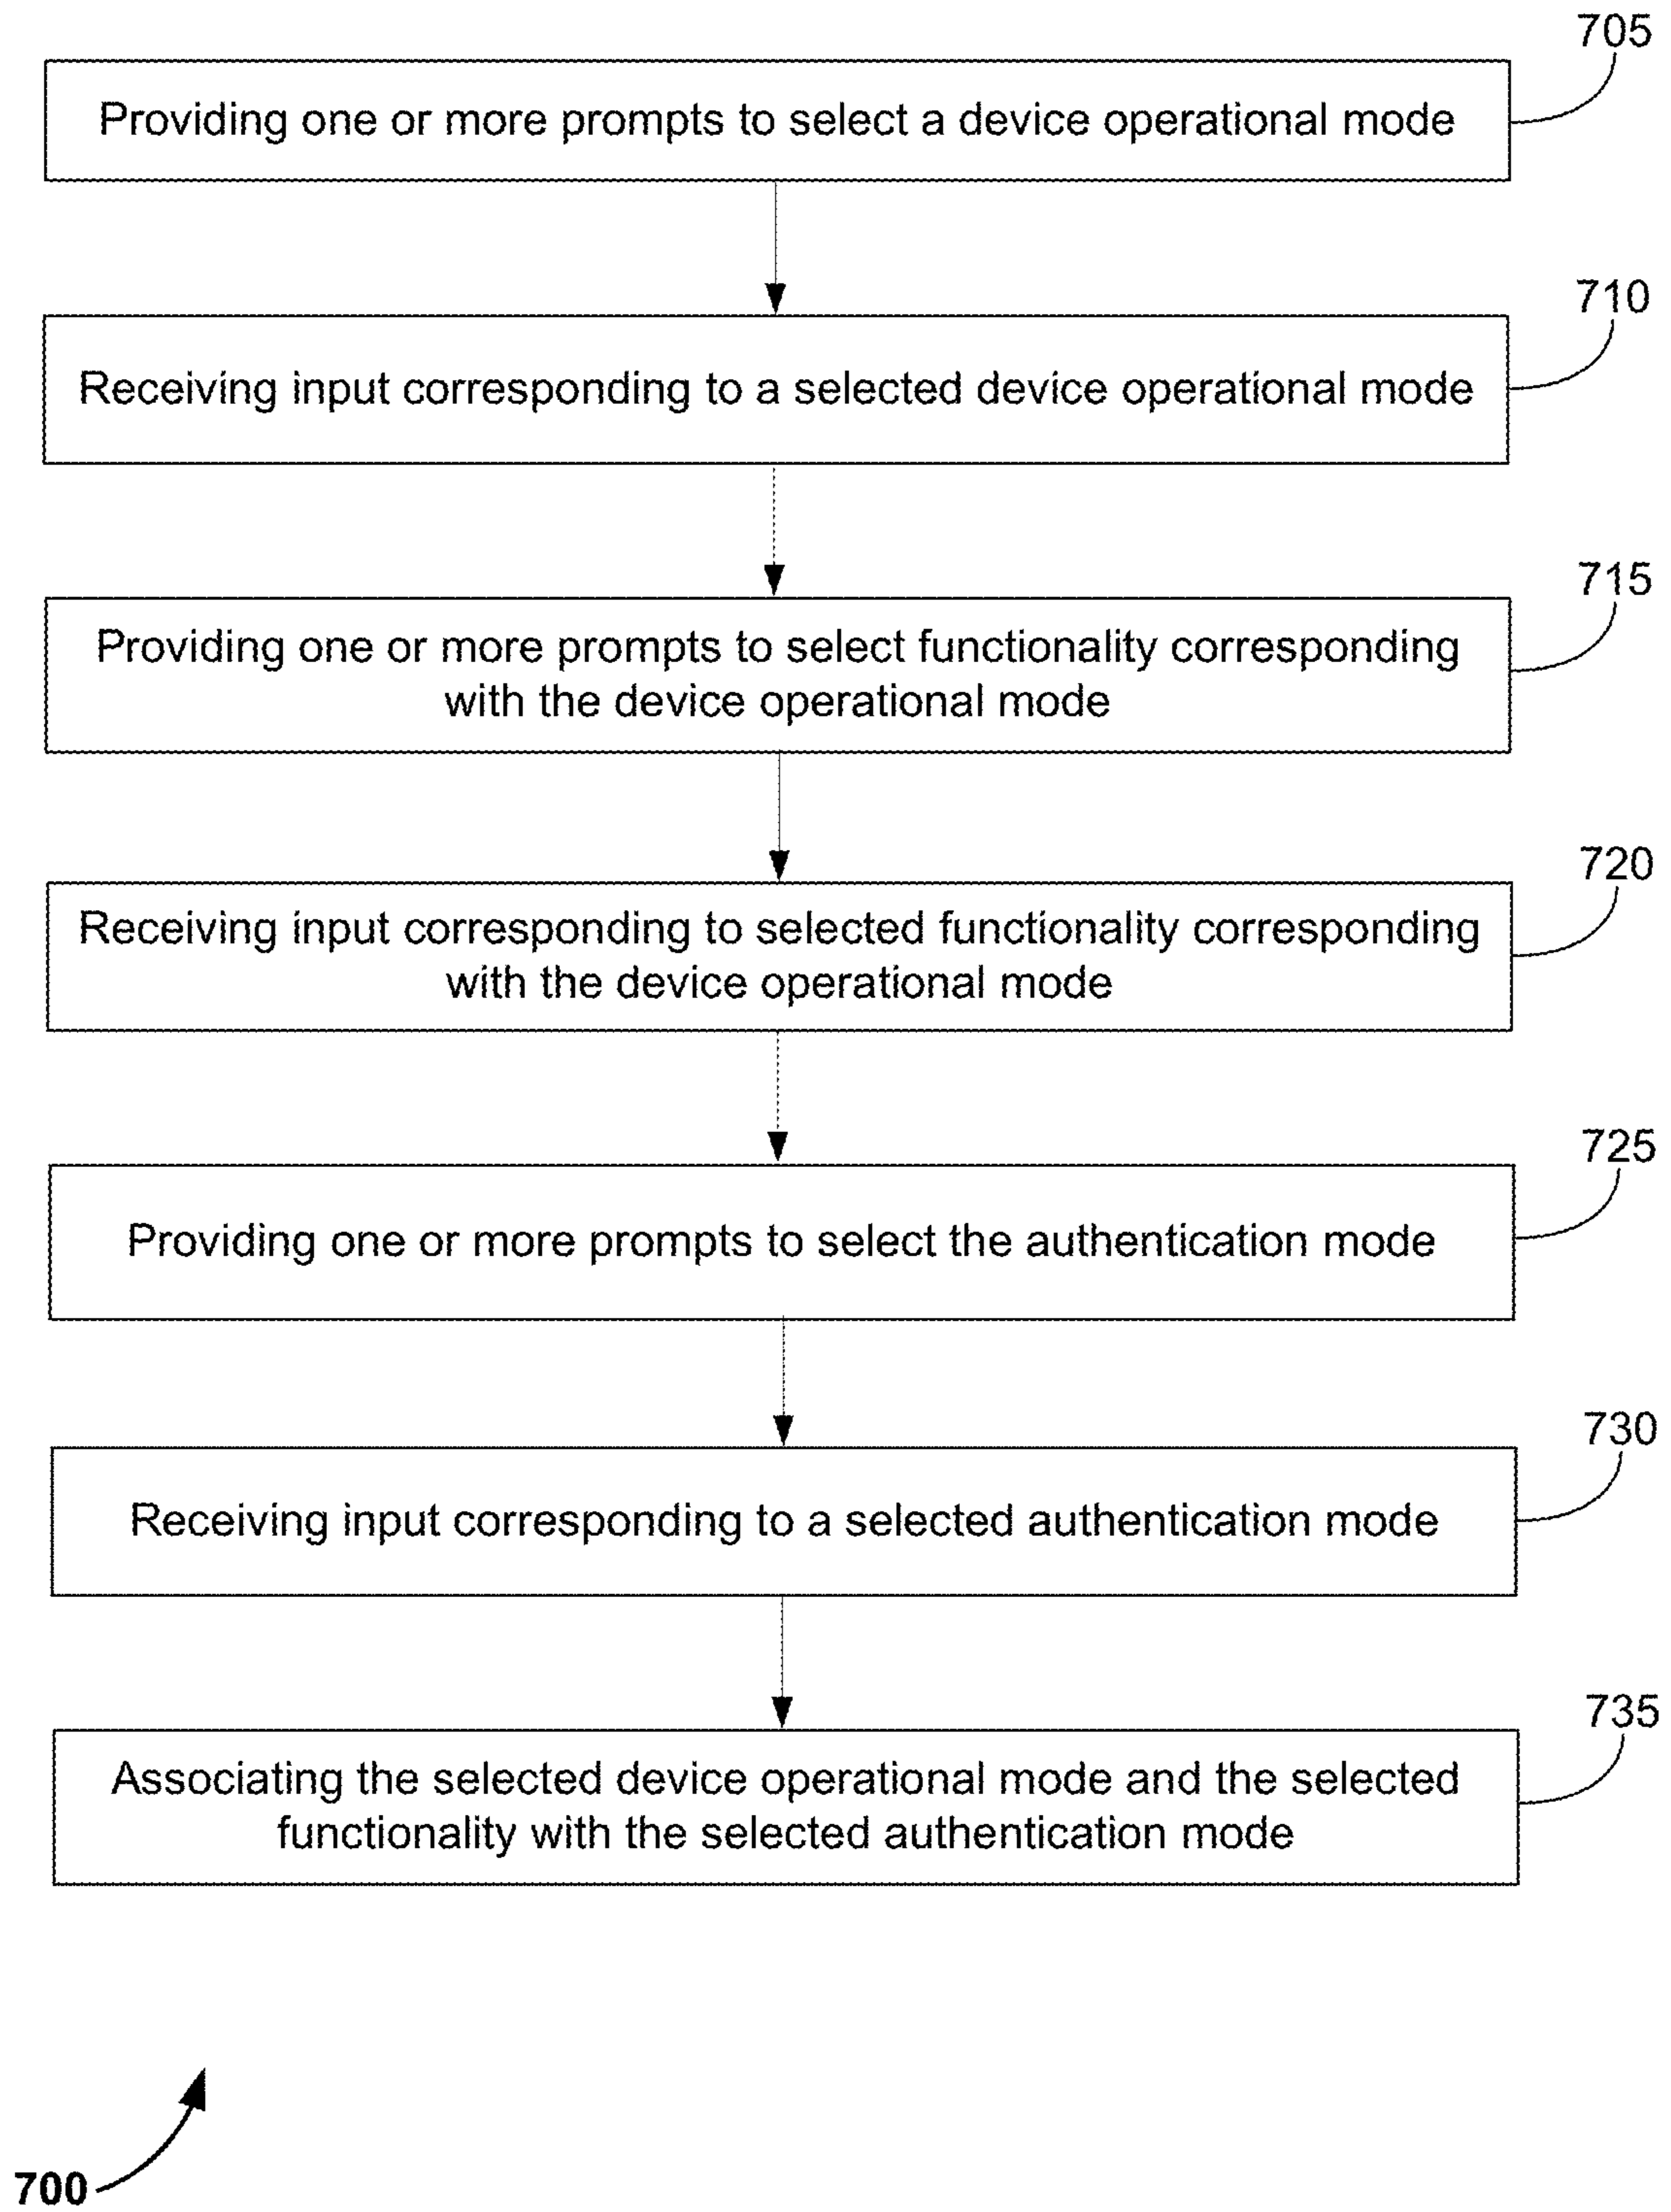 705
Providing one or more prompts to select a device operational mode
710
Receiving input corresponding to a selected device operational mode
715
Providing one or more prompts to select functionality corresponding
with the device operational mode
720
Receiving input corresponding to selected functionality corresponding
with the device operational mode
725
Providing one or more prompts to select the authentication mode
730
Receiving input corresponding to a selected authentication mode
735
Associating the selected device operational mode and the selected
functionality with the selected authentication mode
700